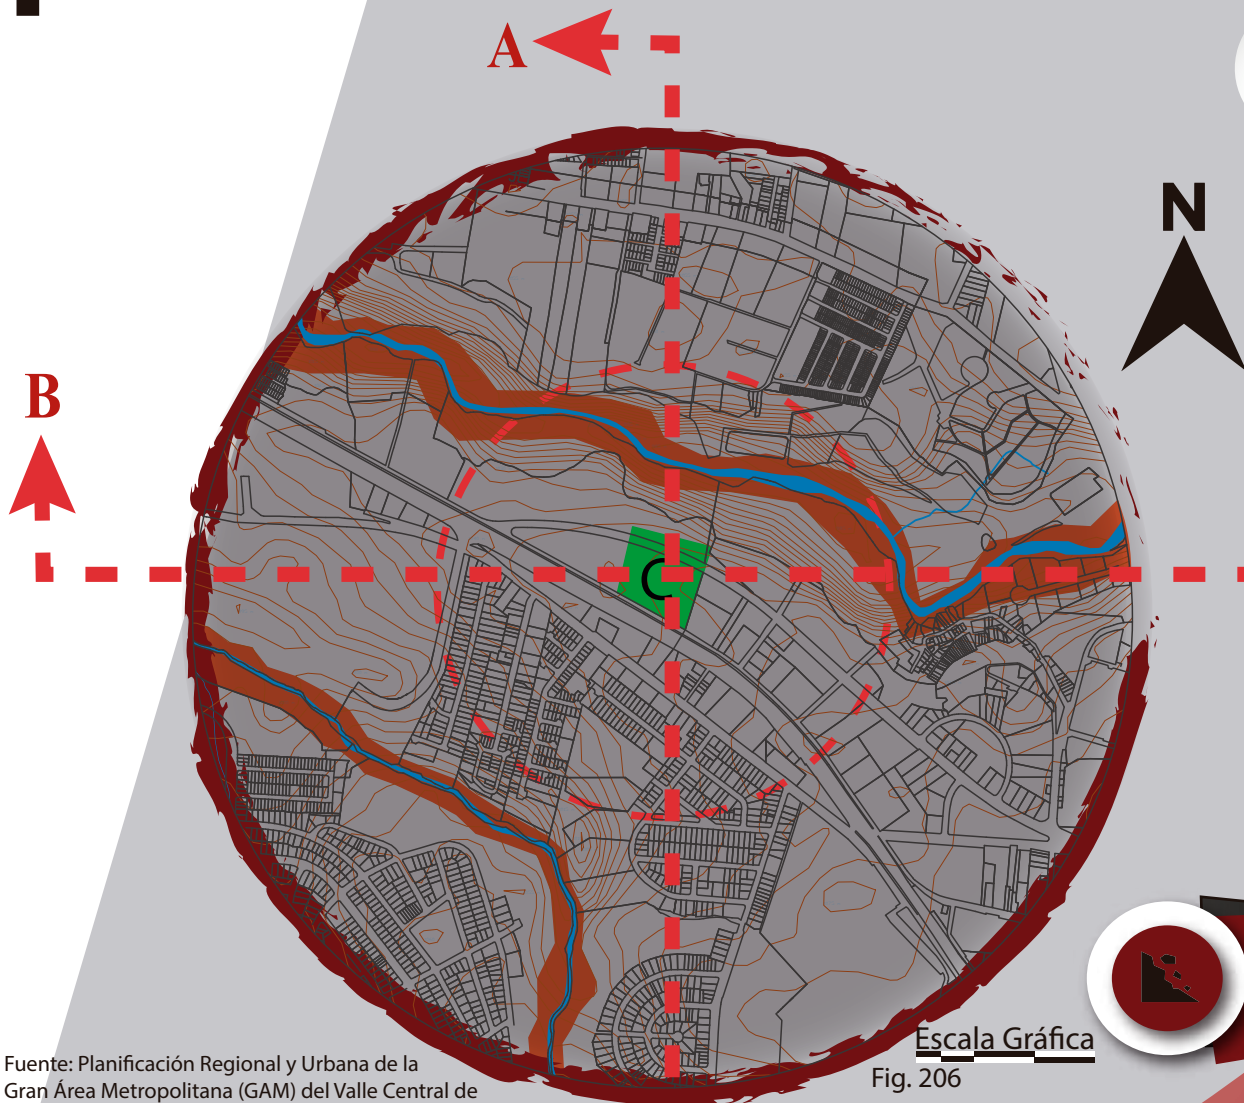 A
N
B
C
Escala Gráfica
Fig. 206
Fuente: Planificación Regional y Urbana de la
Gran Área Metropolitana (GAM) del Valle Central de